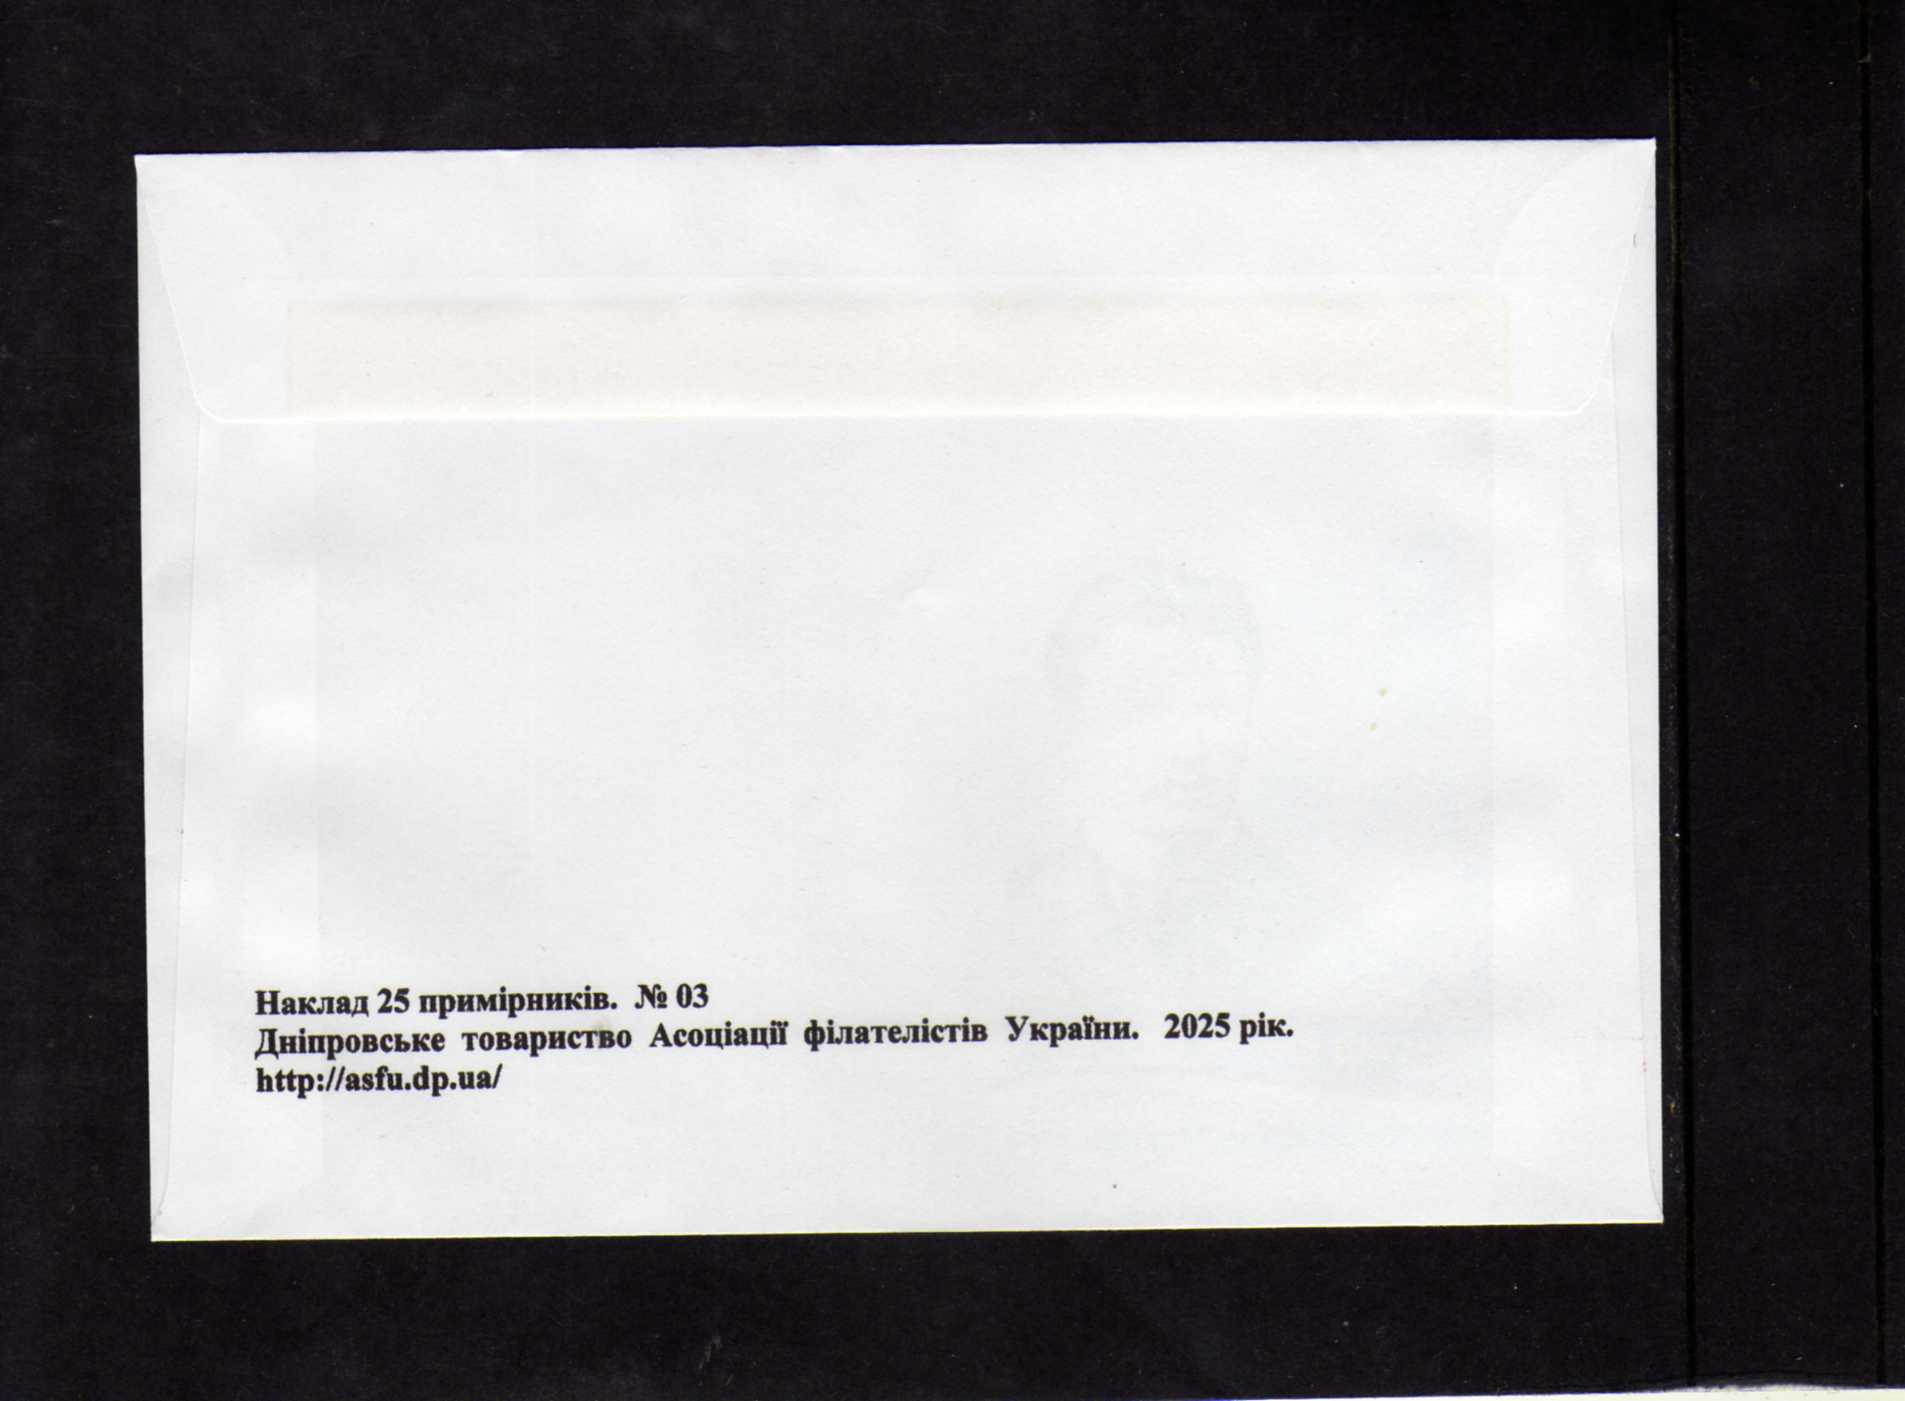 Наклад 25 примірників. № 03
Дніпровське товариство Асоціації філателістів України. 2025 рік.
http://asfu.dp.ua/